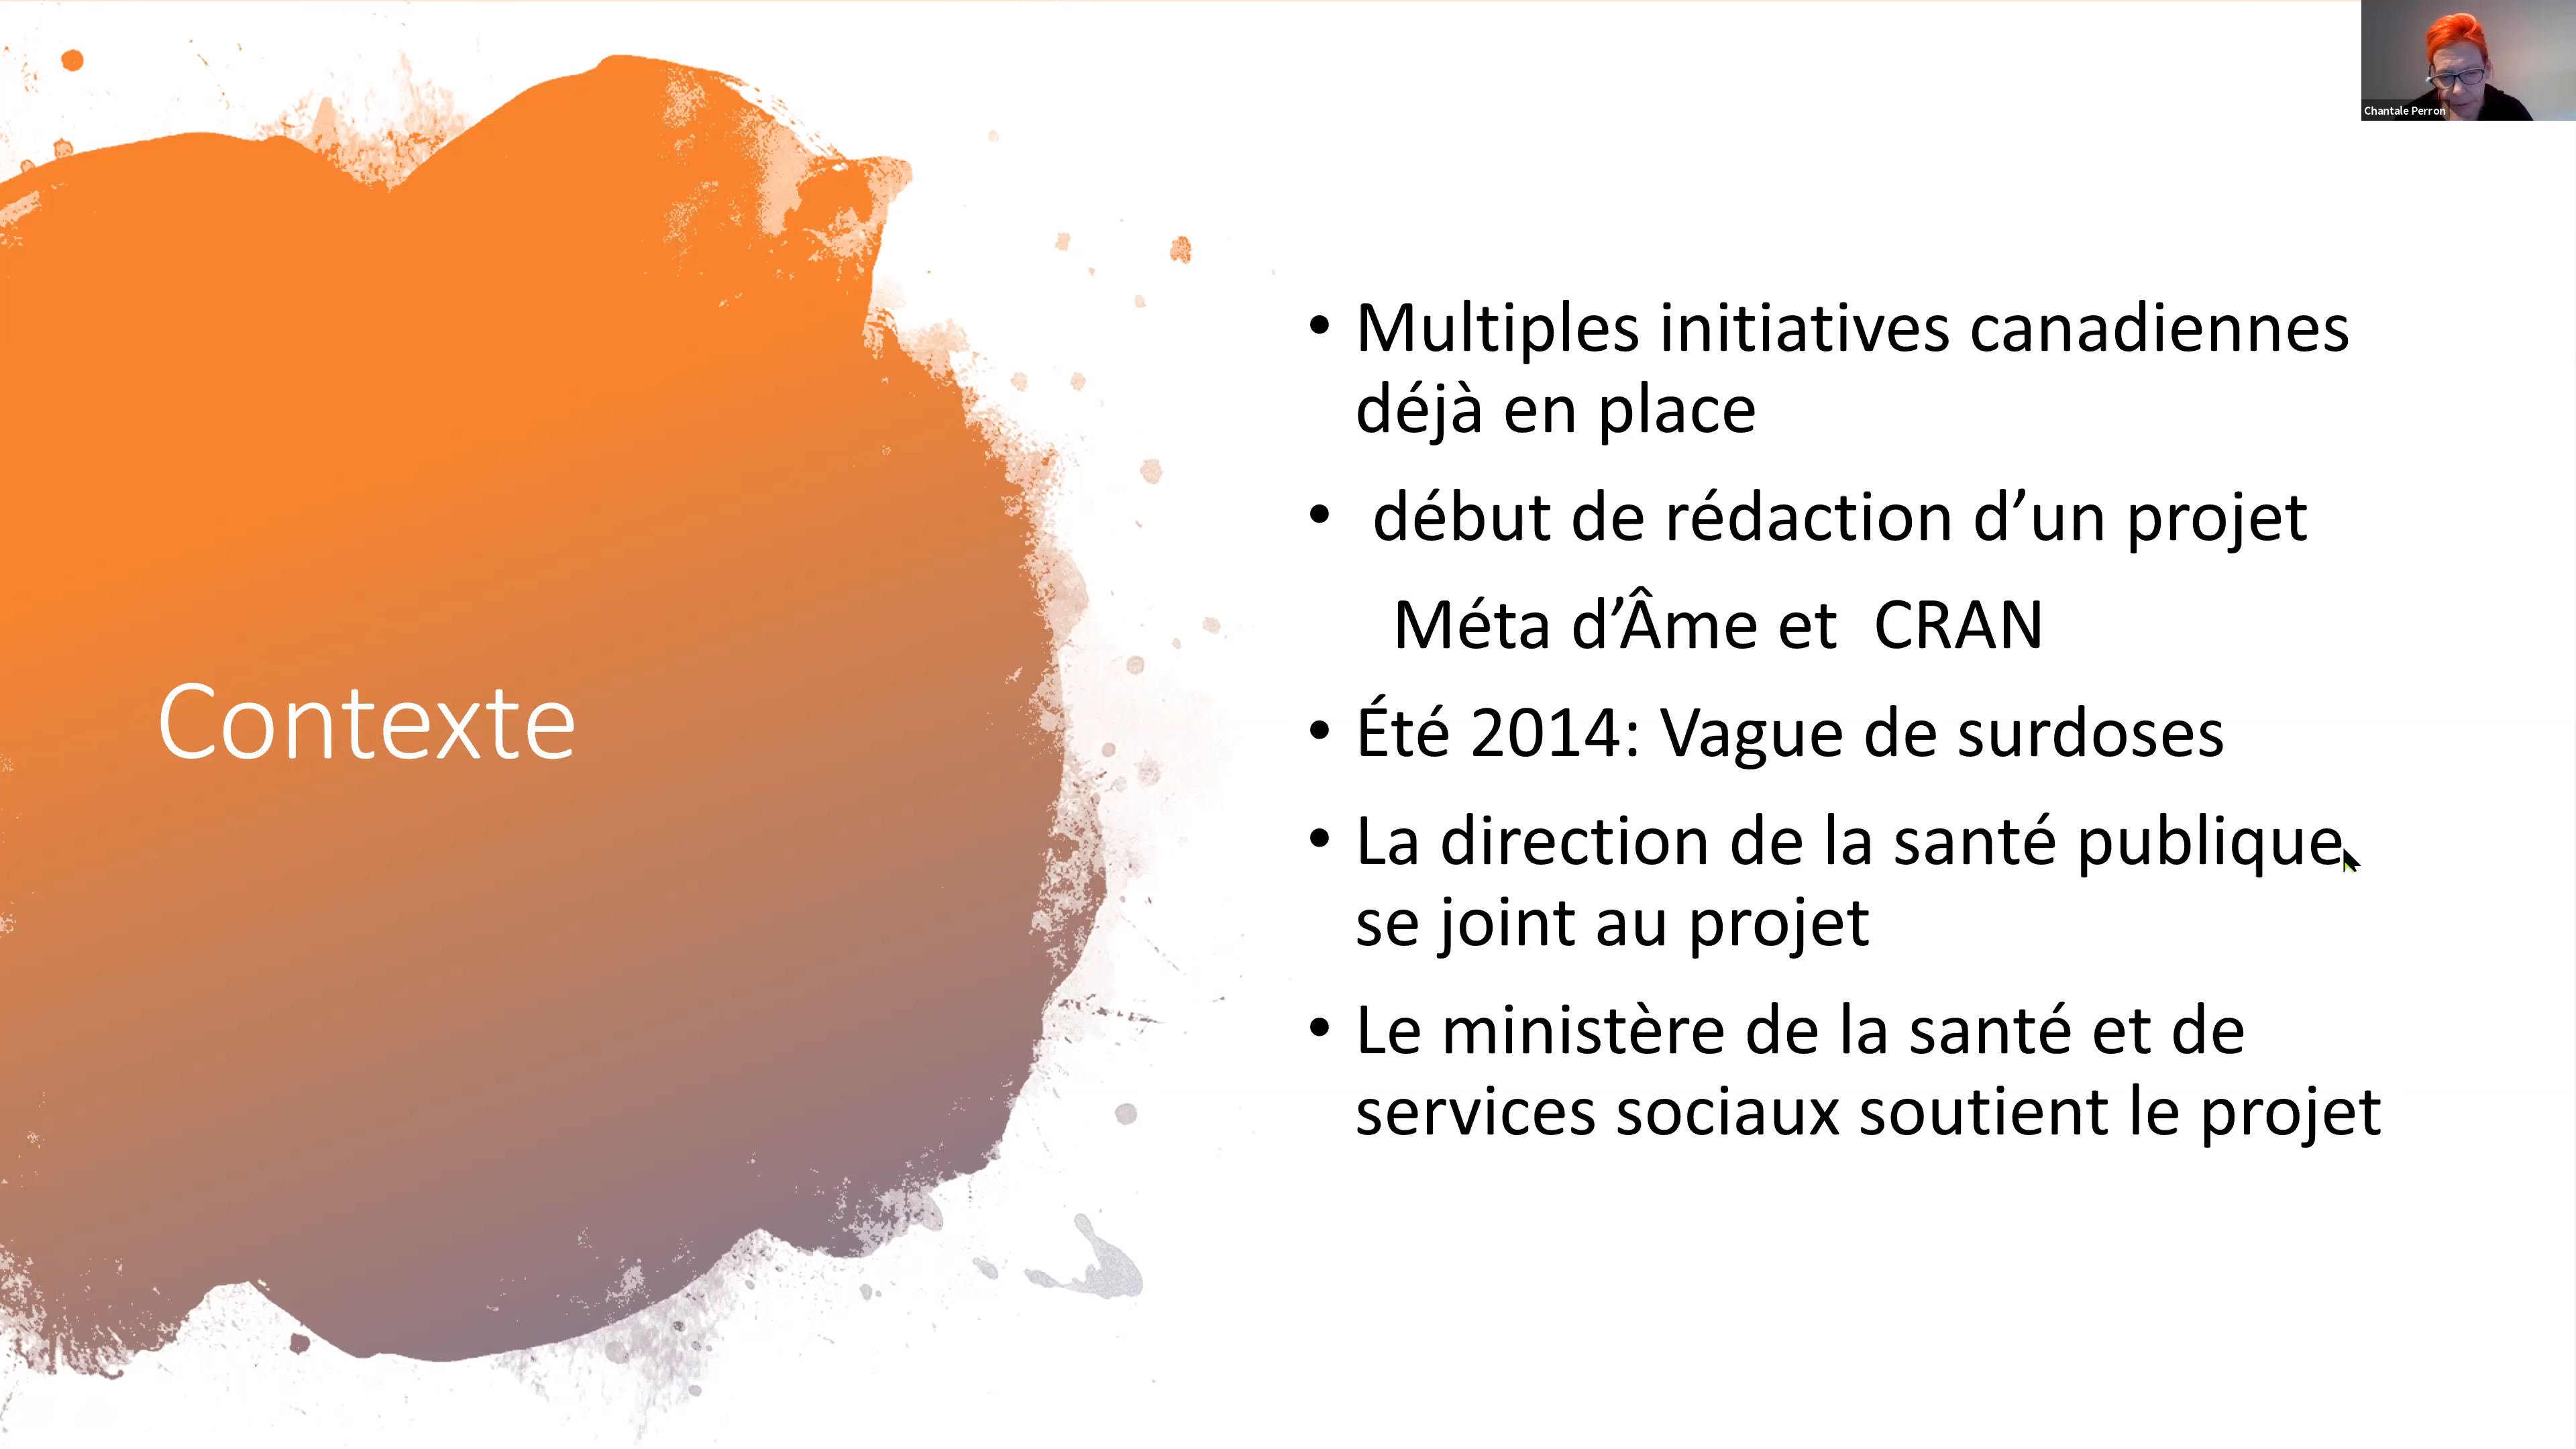 Chantale Perron
Contexte
• Multiples initiatives canadiennes
déjà en place
• début de rédaction d’un projet
Méta d’Âme et CRAN
• Été 2014: Vague de surdoses
• La direction de la santé publique
se joint au projet
• Le ministère de la santé et de
services sociaux soutient le projet